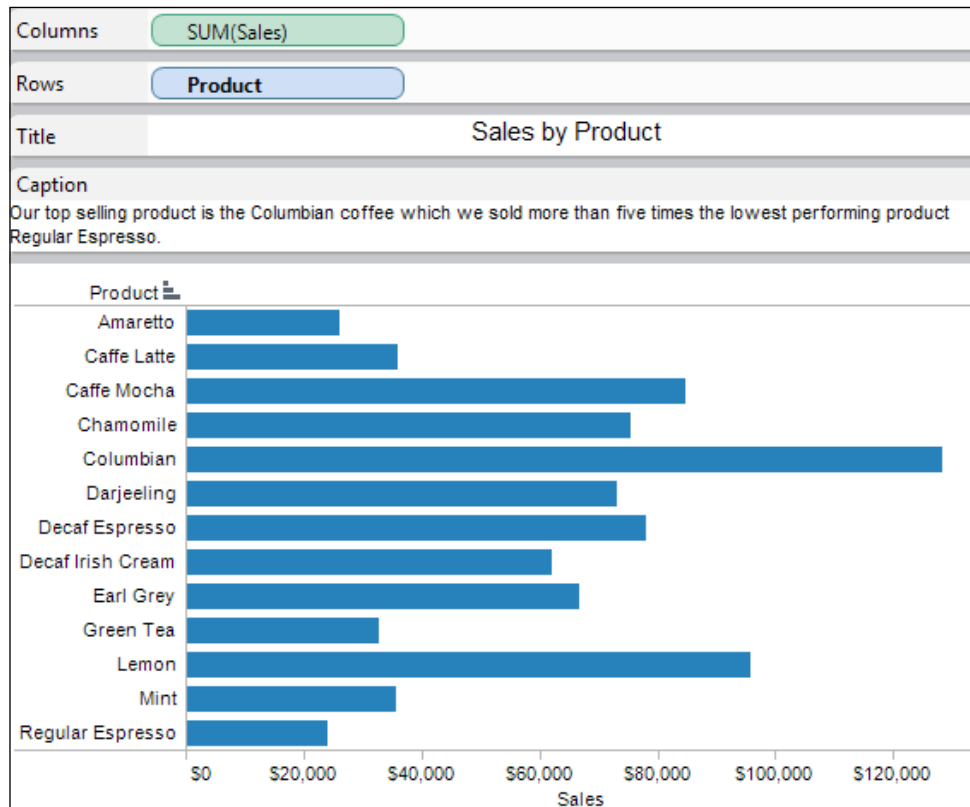 Columns SUM(Sales)
Rows Product
Title Sales by Product
Caption
Our top selling product is the Columbian coffee which we sold more than five times the lowest performing product
Regular Espresso.
Product
Amaretto
Caffe Latte
Caffe Mocha
Chamomile
Columbian
Darjeeling
Decaf Espresso
Decaf Irish Cream
Earl Grey
Green Tea
Lemon
Mint
Regular Espresso
$0 $20,000 $40,000 $60,000 $80,000 $100,000 $120,000
Sales